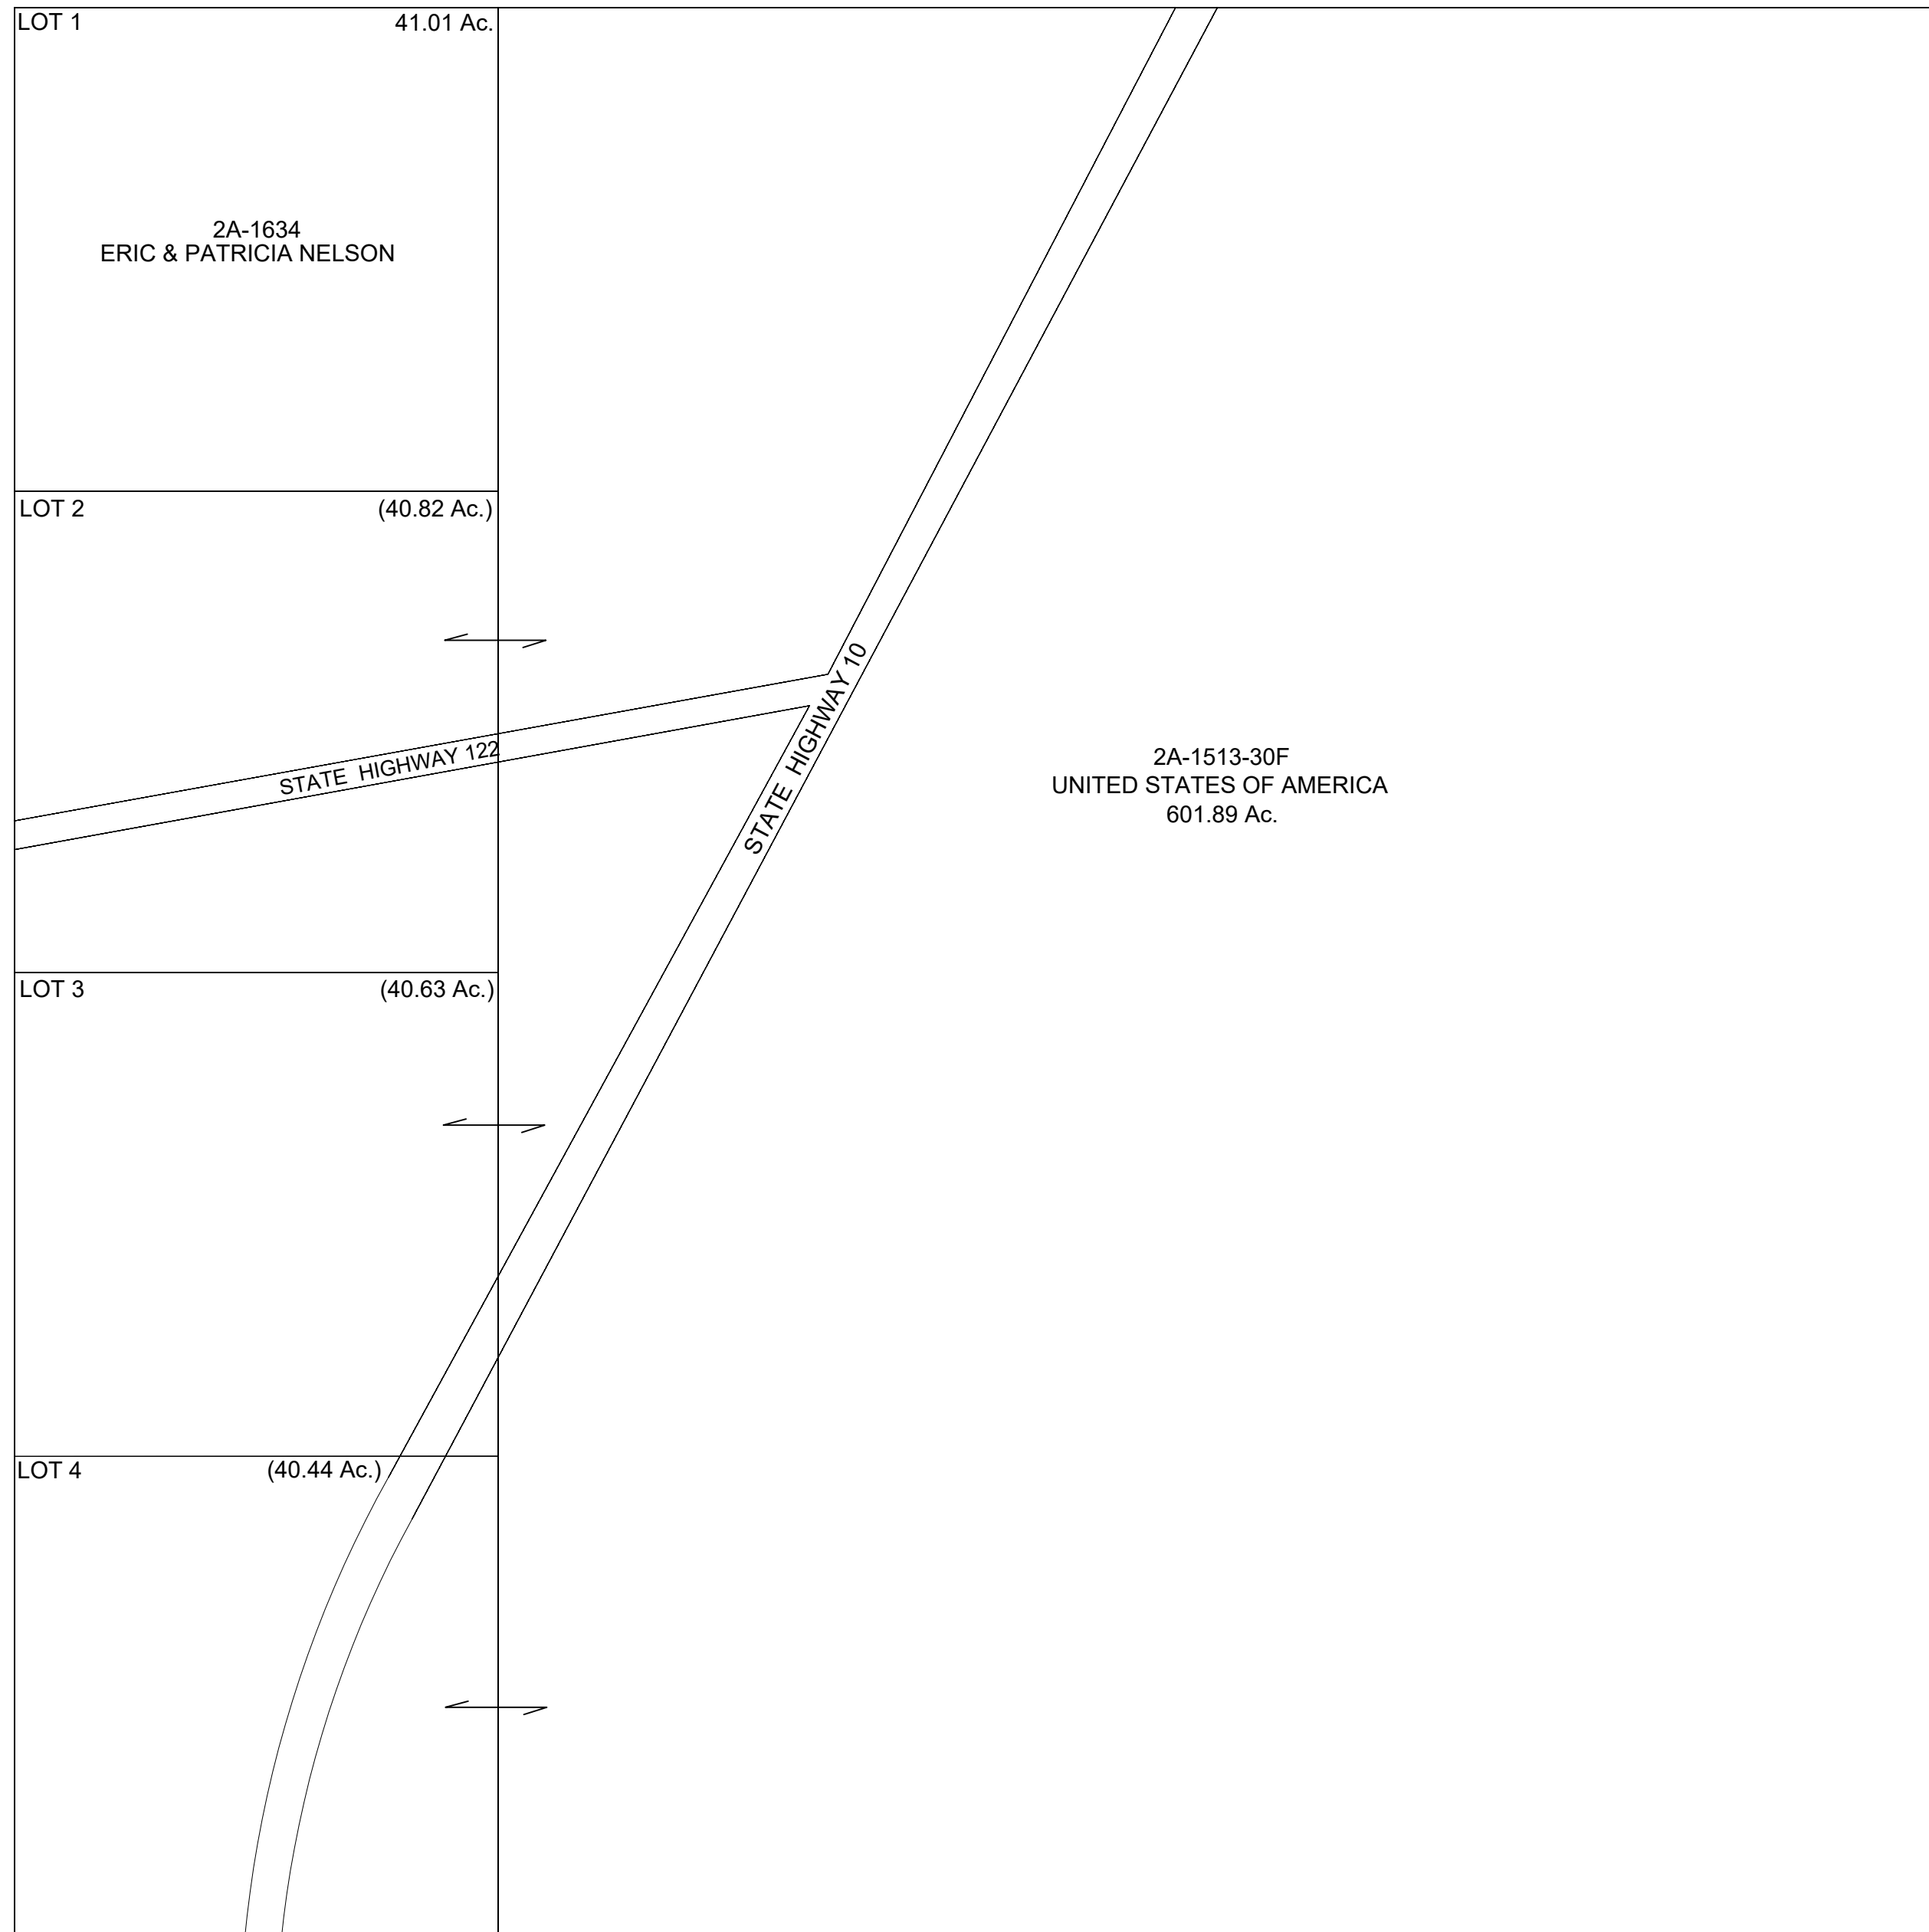 LOT 1
41.01 Ac.
2A-1634
ERIC & PATRICIA NELSON
LOT 2
(40.82 Ac.)
STATE HIGHWAY 122
STATE HIGHWAY 10
2A-1513-30F
UNITED STATES OF AMERICA
601.89 Ac.
LOT 3
(40.63 Ac.)
LOT 4
(40.44 Ac.)